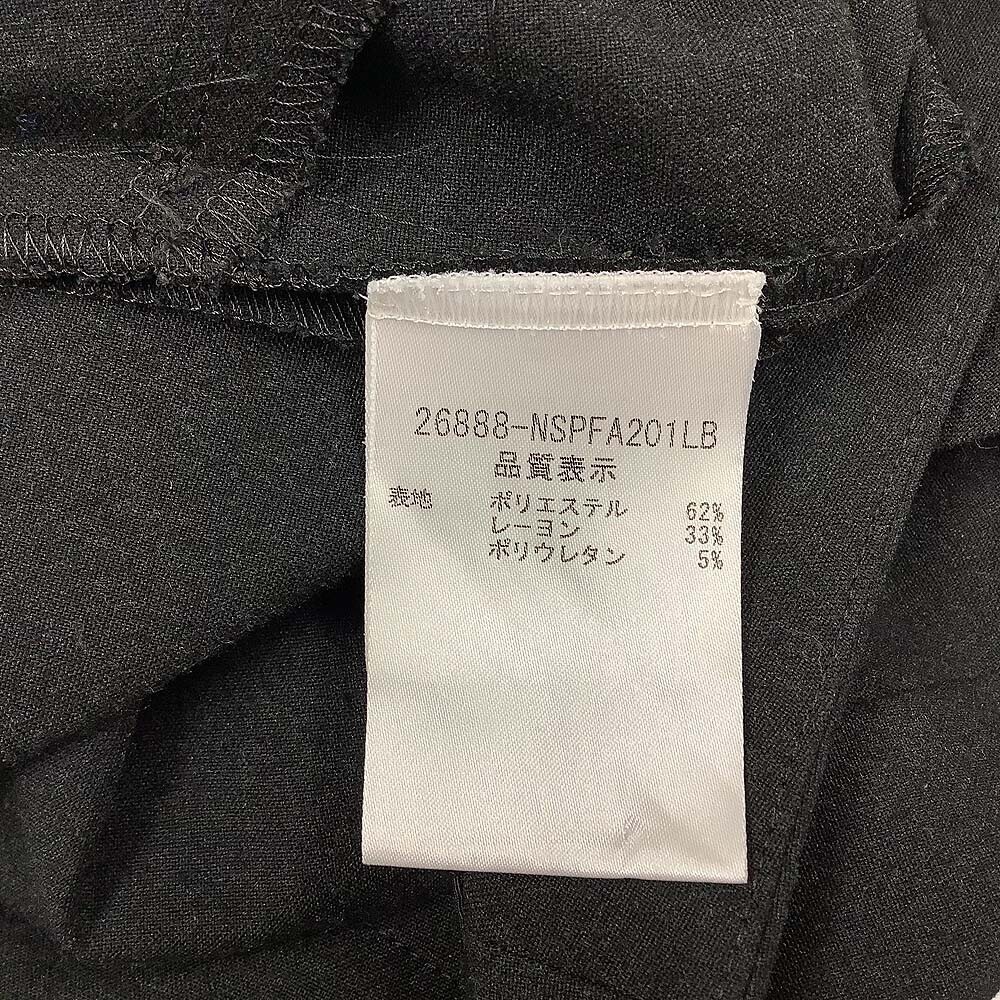 26888-NSPFA201LB
品質表示
表地 ポリエステル 62%
レーヨン 33%
ポリウレタン 5%